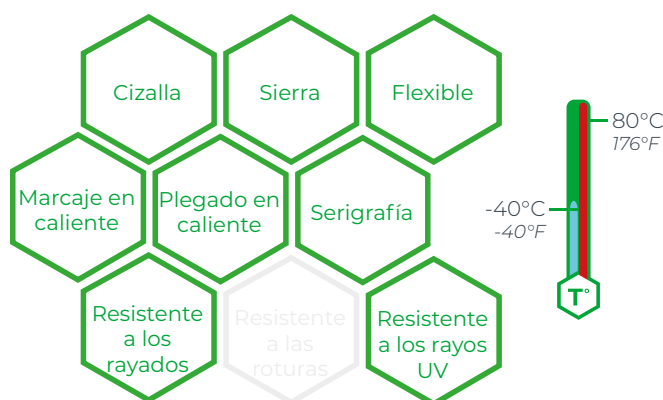 Cizalla
Sierra
Flexible
Marcaje en
caliente
Plegado en
caliente
Serigrafía
Resistente
a los
rayados
Resistente
a las
roturas
Resistente
a los rayos
UV
80°C
176°F
-40°C
-40°F
T°